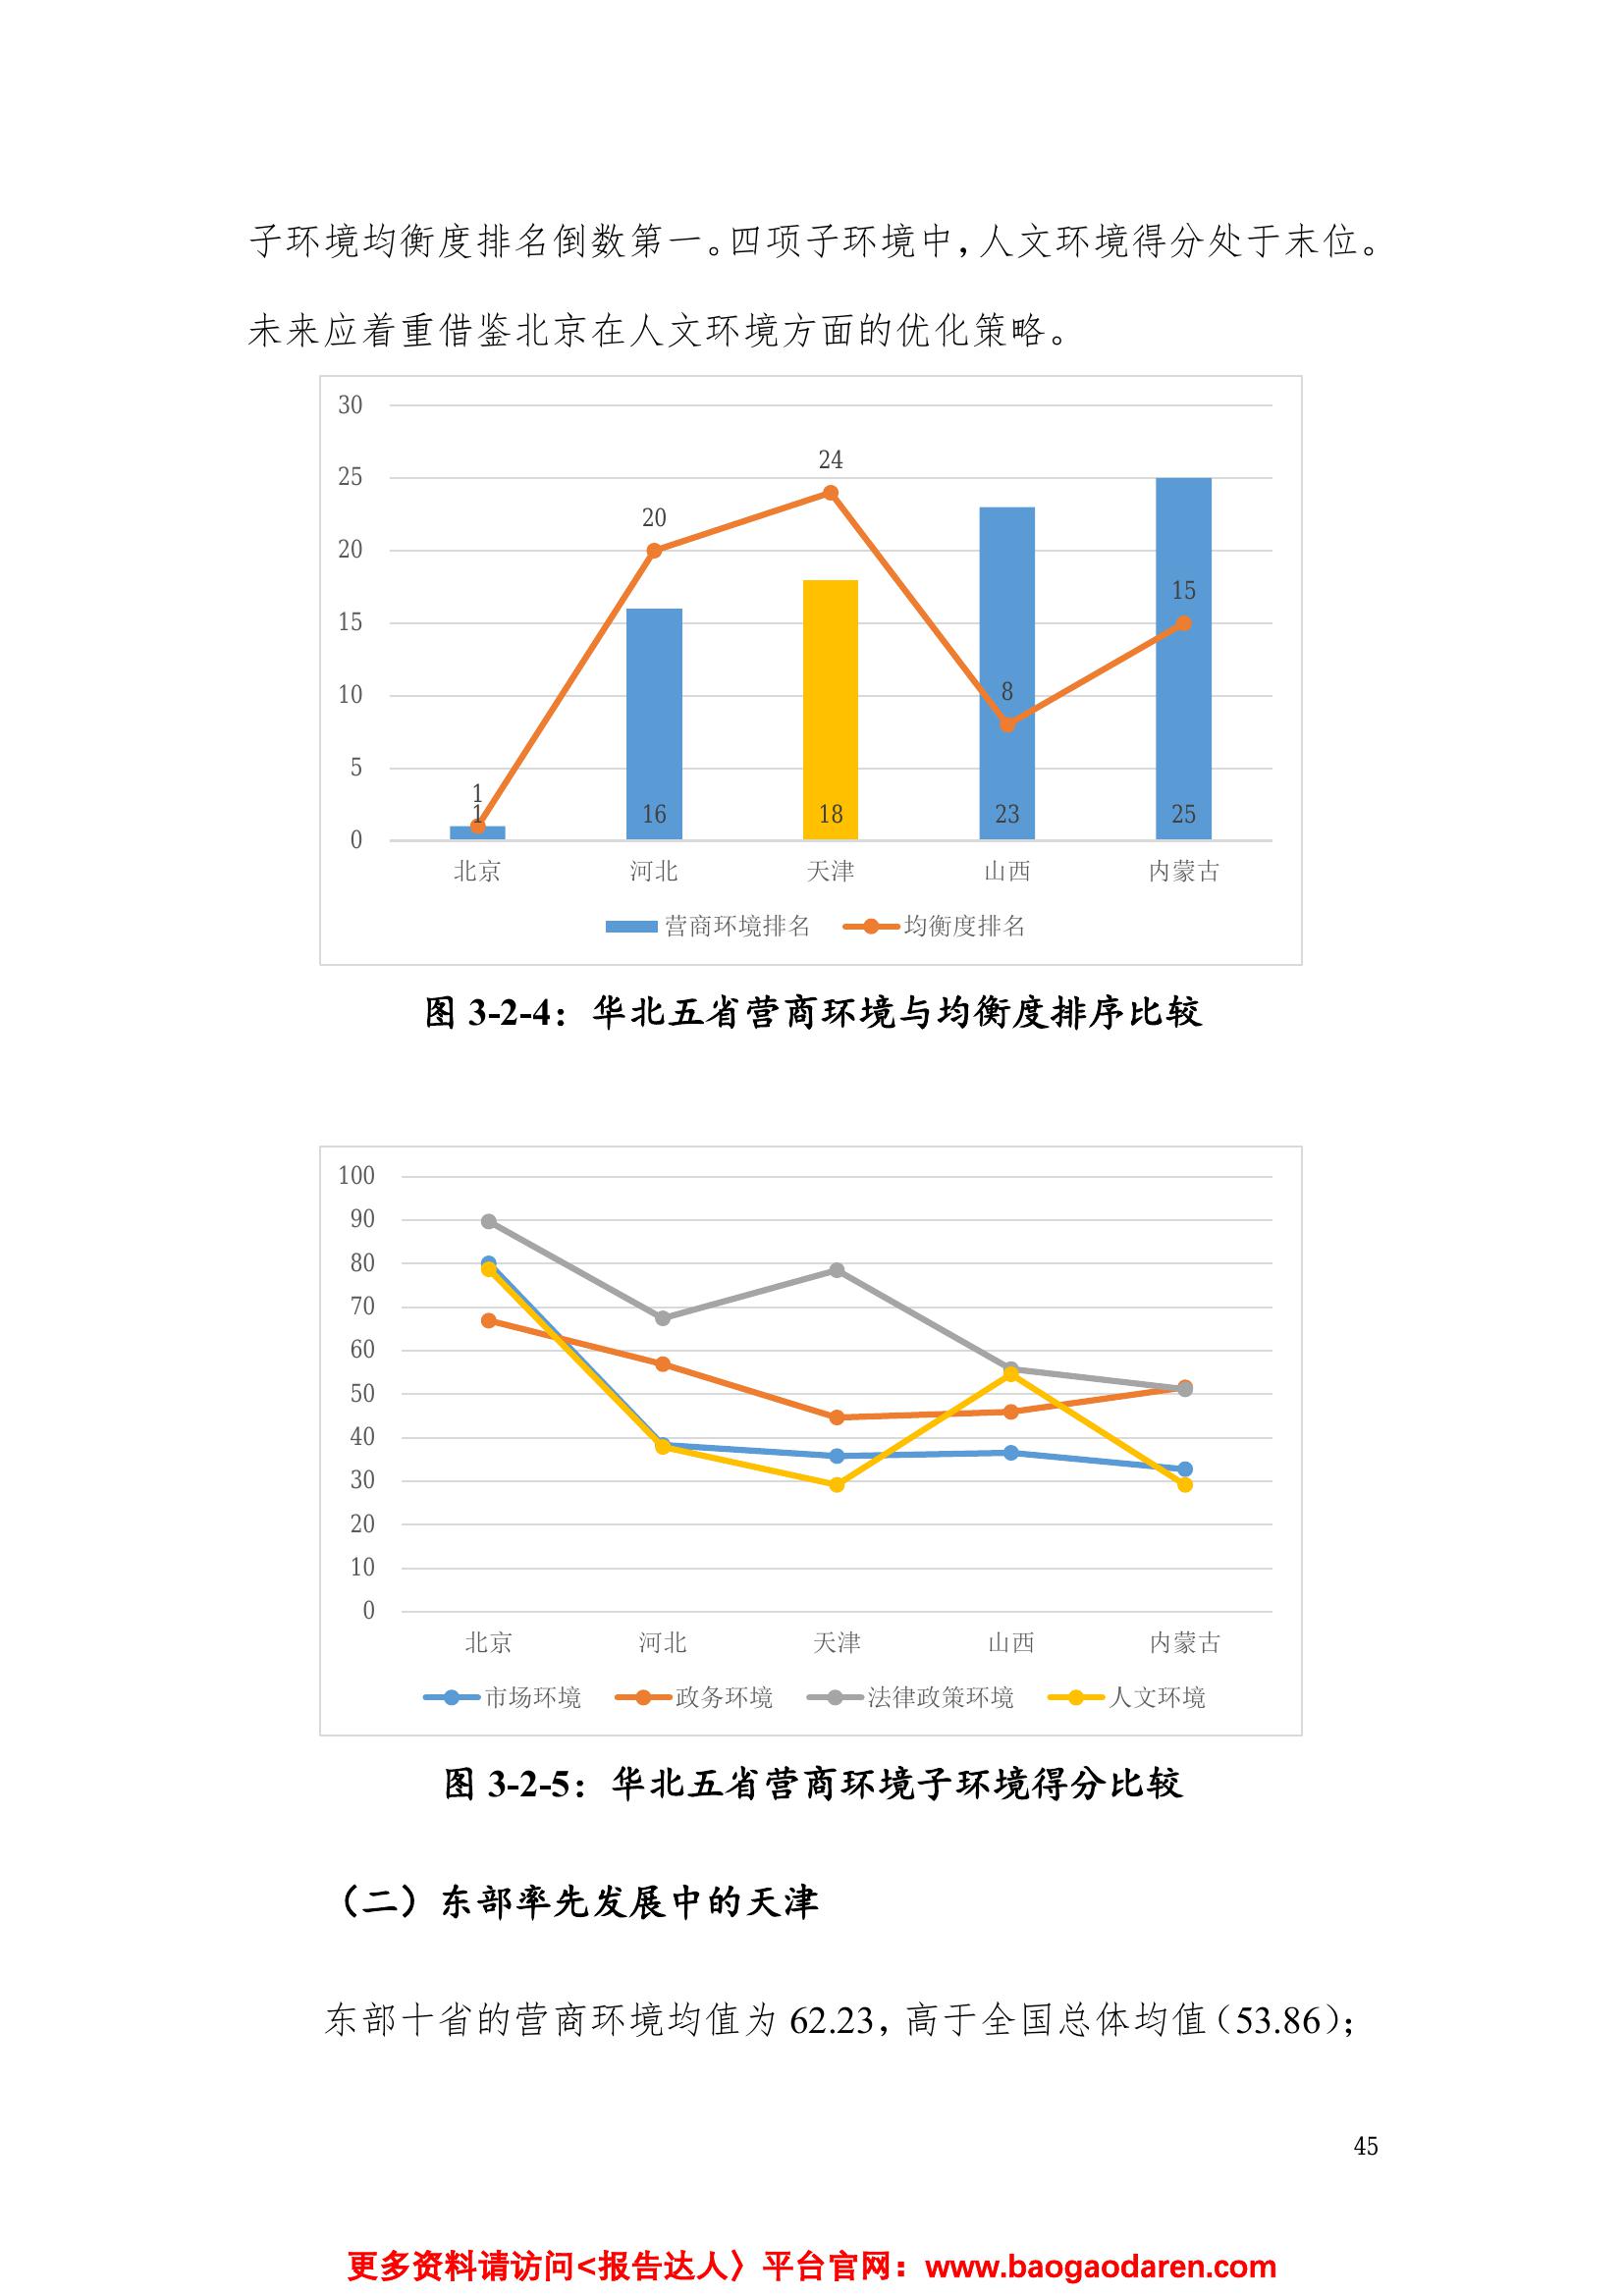 子环境均衡度排名倒数第一。四项子环境中，人文环境得分处于末位。
未来应着重借鉴北京在人文环境方面的优化策略。
30
25
20
15
10
5
0
1
1
20
16
24
18
8
23
15
25
北京 河北 天津 山西 内蒙古
营商环境排名 均衡度排名
图 3-2-4：华北五省营商环境与均衡度排序比较
100
90
80
70
60
50
40
30
20
10
0
北京 河北 天津 山西 内蒙古
市场环境 政务环境 法律政策环境 人文环境
图 3-2-5：华北五省营商环境子环境得分比较
（二）东部率先发展中的天津
东部十省的营商环境均值为 62.23，高于全国总体均值（53.86）；
45
更多资料请访问<报告达人〉平台官网：www.baogaodaren.com